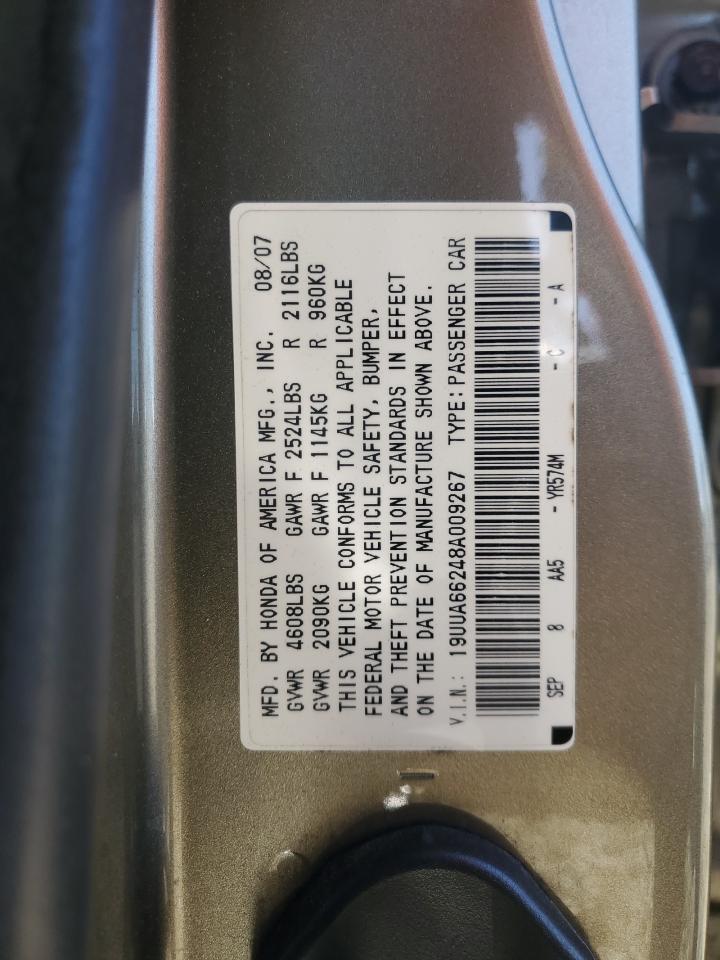 MFD. BY HONDA OF AMERICA MFG., INC. 08/07
GVWR 4608LBS GAWR F 2524LBS R 2116LBS
GVWR 2090KG GAWR F 1145KG R 960KG
THIS VEHICLE CONFORMS TO ALL APPLICABLE
FEDERAL MOTOR VEHICLE SAFETY, BUMPER,
AND THEFT PREVENTION STANDARDS IN EFFECT
ON THE DATE OF MANUFACTURE SHOWN ABOVE.
V.I.N.: 19UUA66248A009267 TYPE:PASSENGER CAR
SEP 8 AA5 - YR574M - C - A